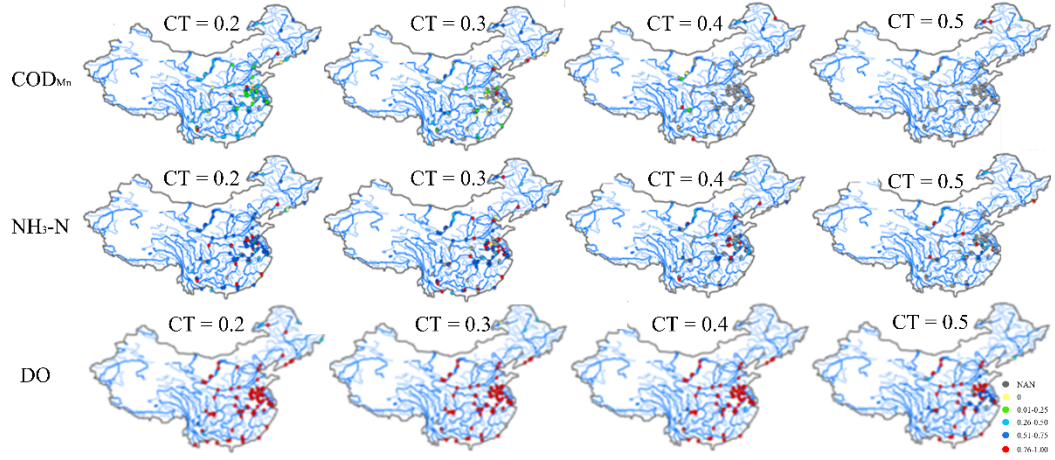 CT = 0.2 CT = 0.3 CT = 0.4 CT = 0.5
CODMn
CT = 0.2 CT = 0.3 CT = 0.4 CT = 0.5
NH3-N
CT = 0.2 CT = 0.3 CT = 0.4 CT = 0.5
DO
NAN
0
0.01-0.25
0.26-0.50
0.51-0.75
0.76-1.00